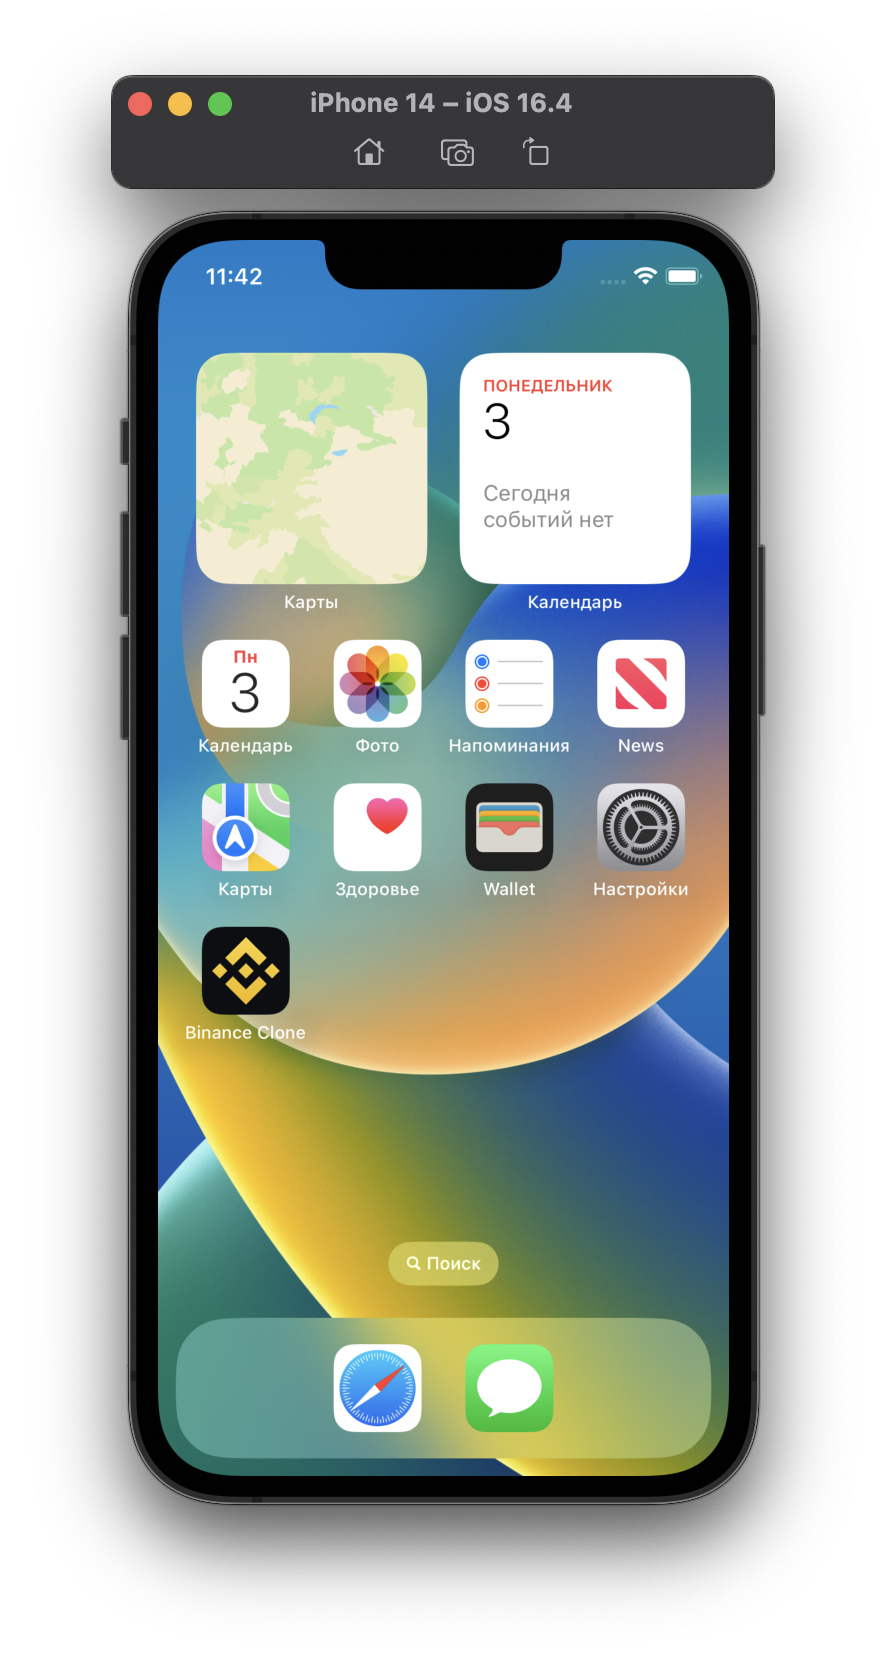 iPhone 14 – iOS 16.4
11:42
ПОНЕДЕЛЬНИК
3
Сегодня
событий нет
Карты
Календарь
Пн
3
Календарь
Фото
Напоминания
News
Карты
Здоровье
Wallet
Настройки
Binance Clone
Поиск